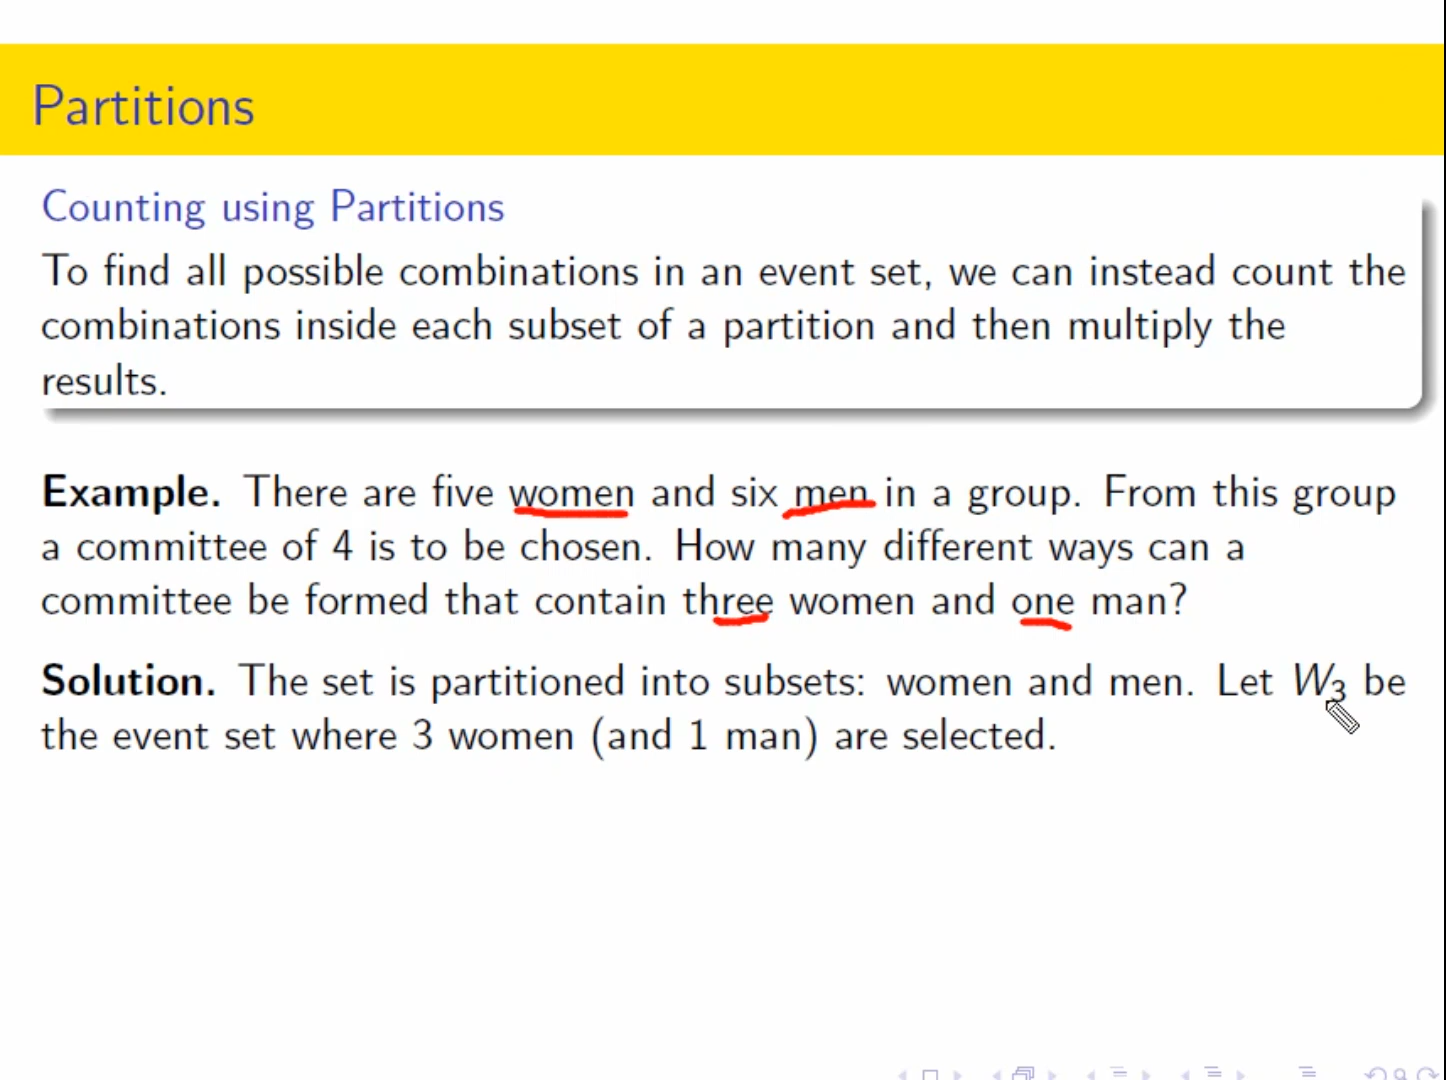 Partitions
Counting using Partitions
To find all possible combinations in an event set, we can instead count the
combinations inside each subset of a partition and then multiply the
results.
Example. There are five women and six men in a group. From this group
a committee of 4 is to be chosen. How many different ways can a
committee be formed that contain three women and one man?
Solution. The set is partitioned into subsets: women and men. Let W₃ be
the event set where 3 women (and 1 man) are selected.